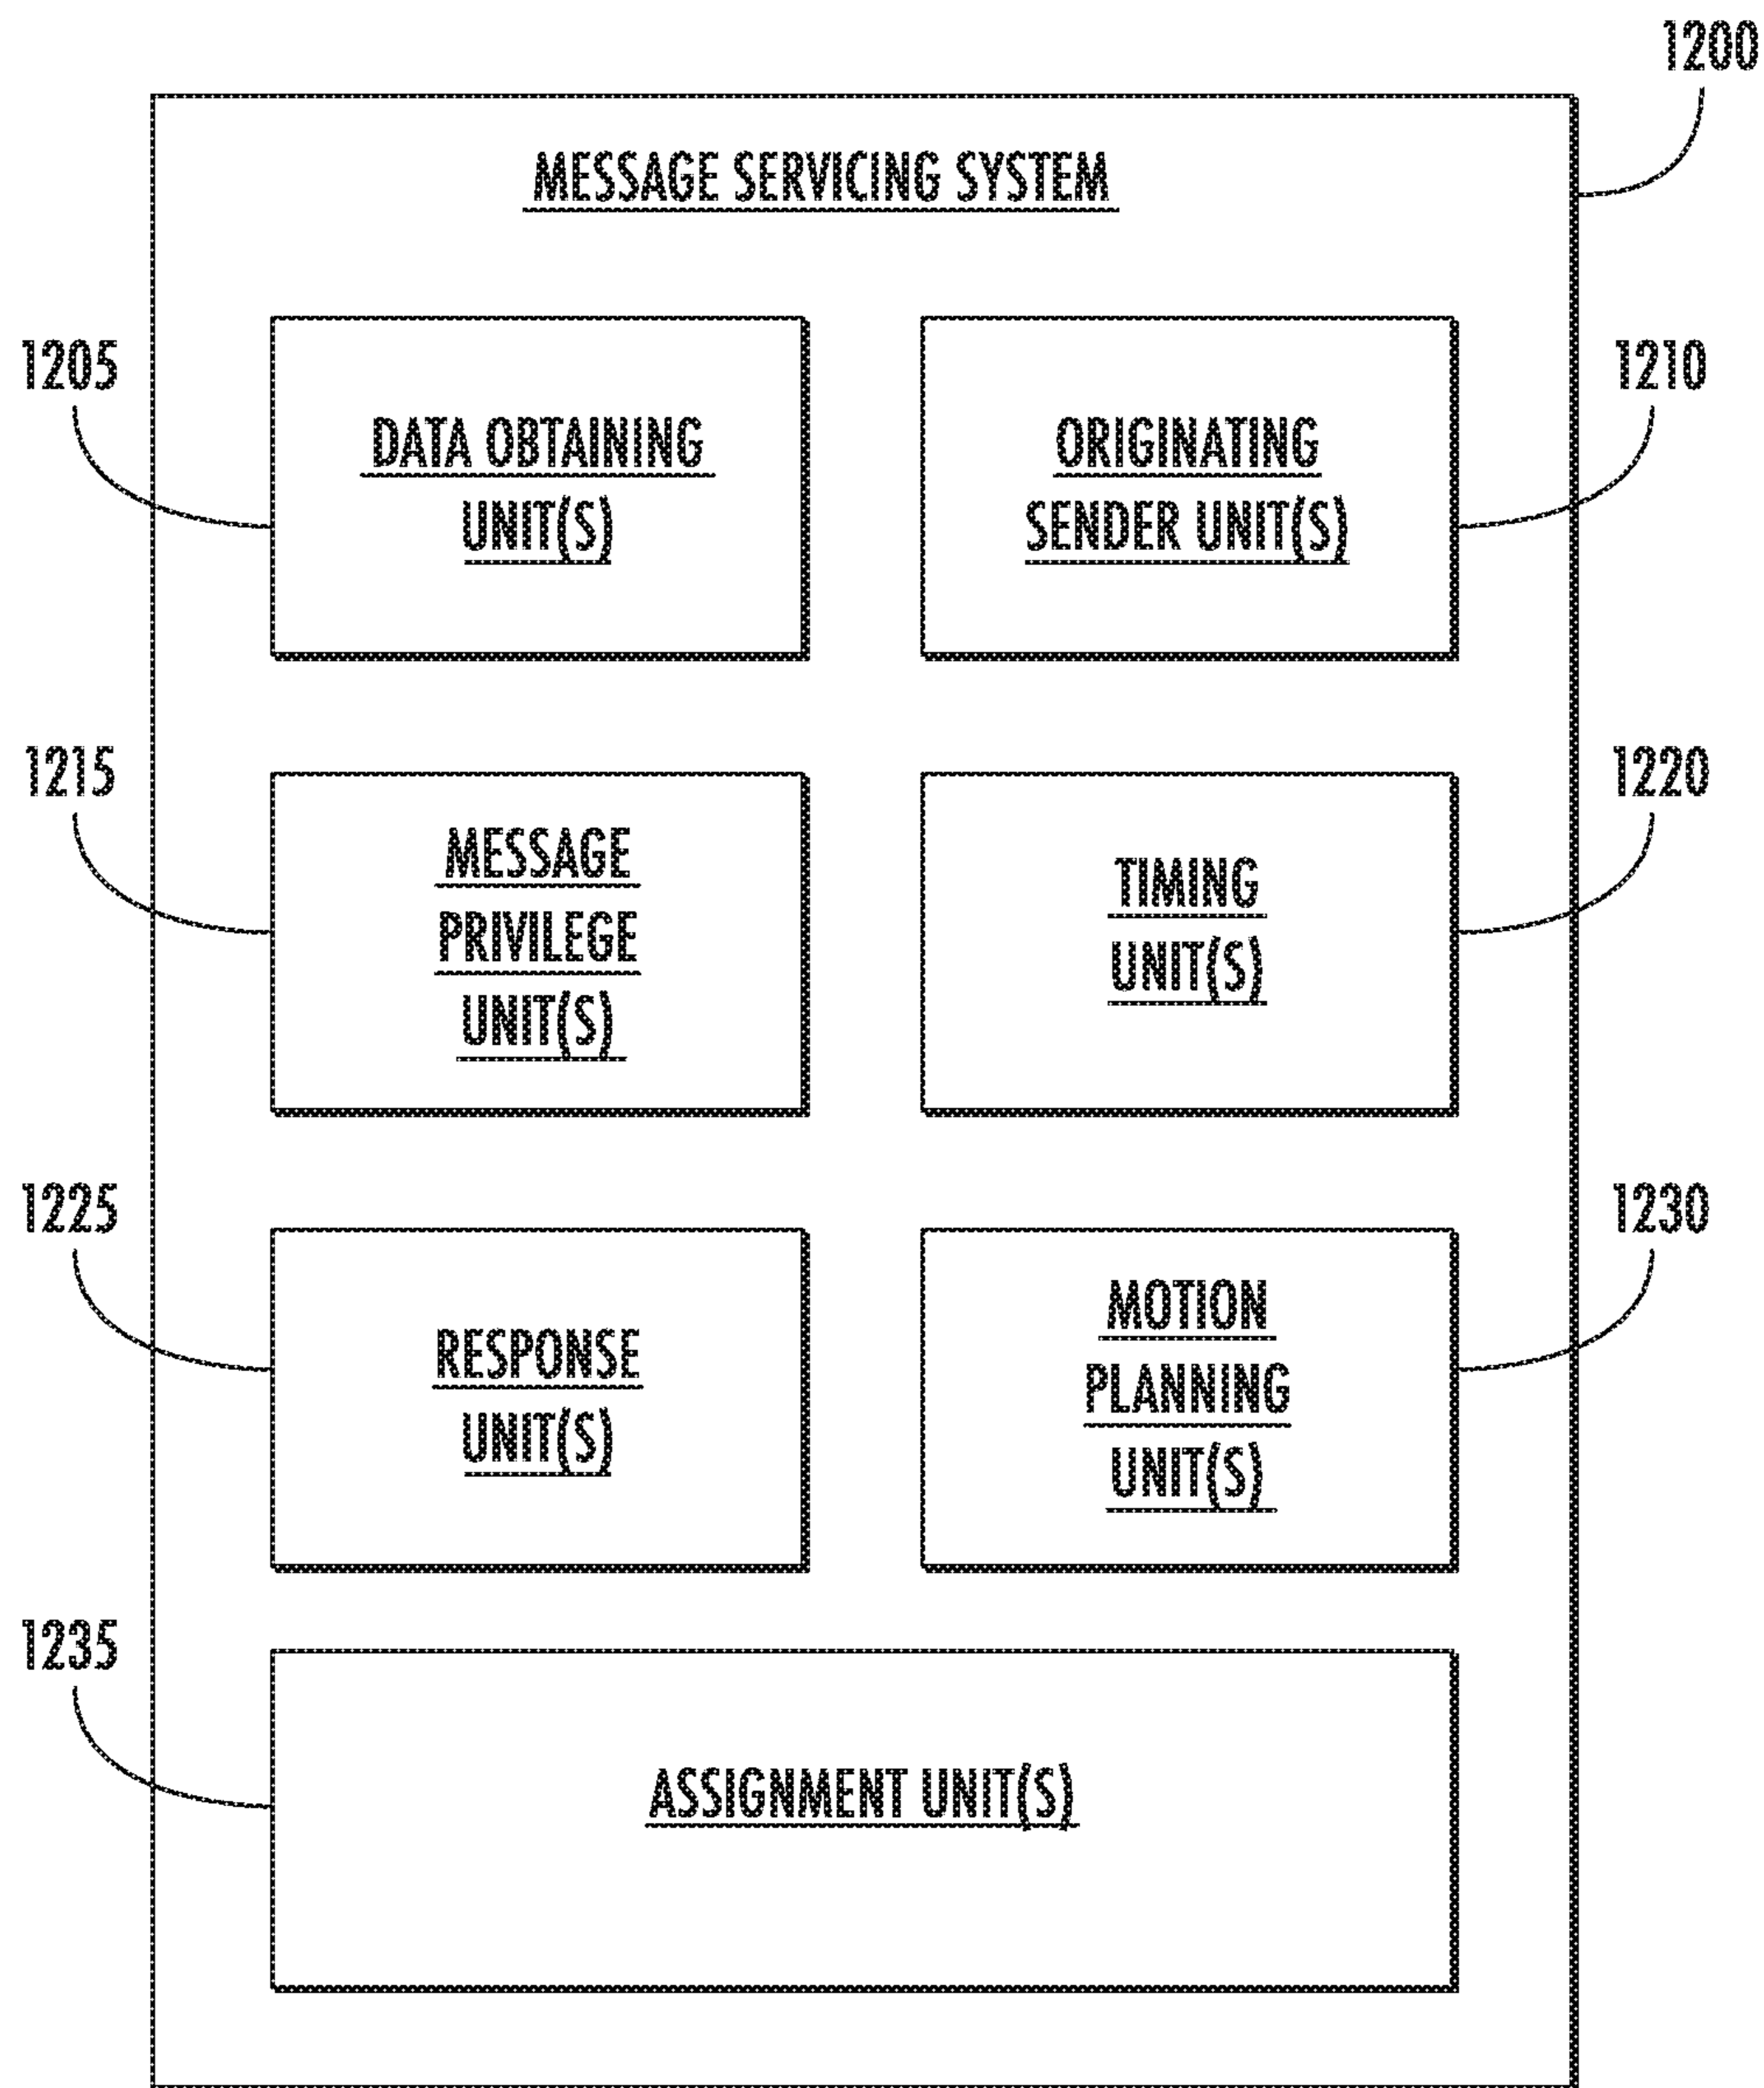 1200
MESSAGE SERVICING SYSTEM
1205
DATA OBTAINING
UNIT(S)
1210
ORIGINATING
SENDER UNIT(S)
1215
MESSAGE
PRIVILEGE
UNIT(S)
1220
TIMING
UNIT(S)
1225
RESPONSE
UNIT(S)
1230
MOTION
PLANNING
UNIT(S)
1235
ASSIGNMENT UNIT(S)